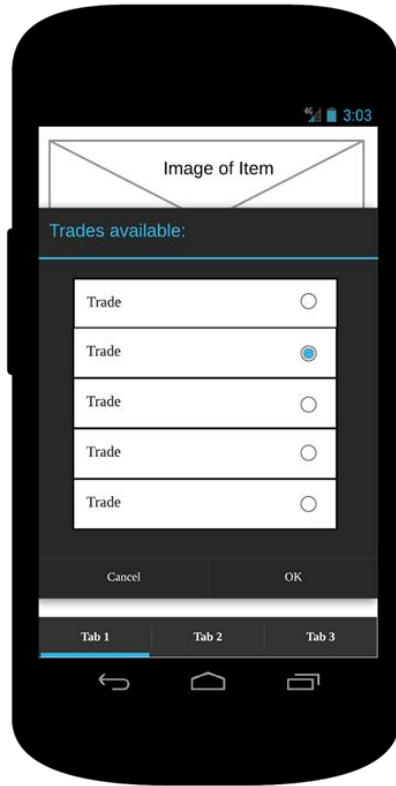 4G 3:03
Image of Item
Trades available:
Trade
Trade
Trade
Trade
Trade
Cancel OK
Tab 1 Tab 2 Tab 3